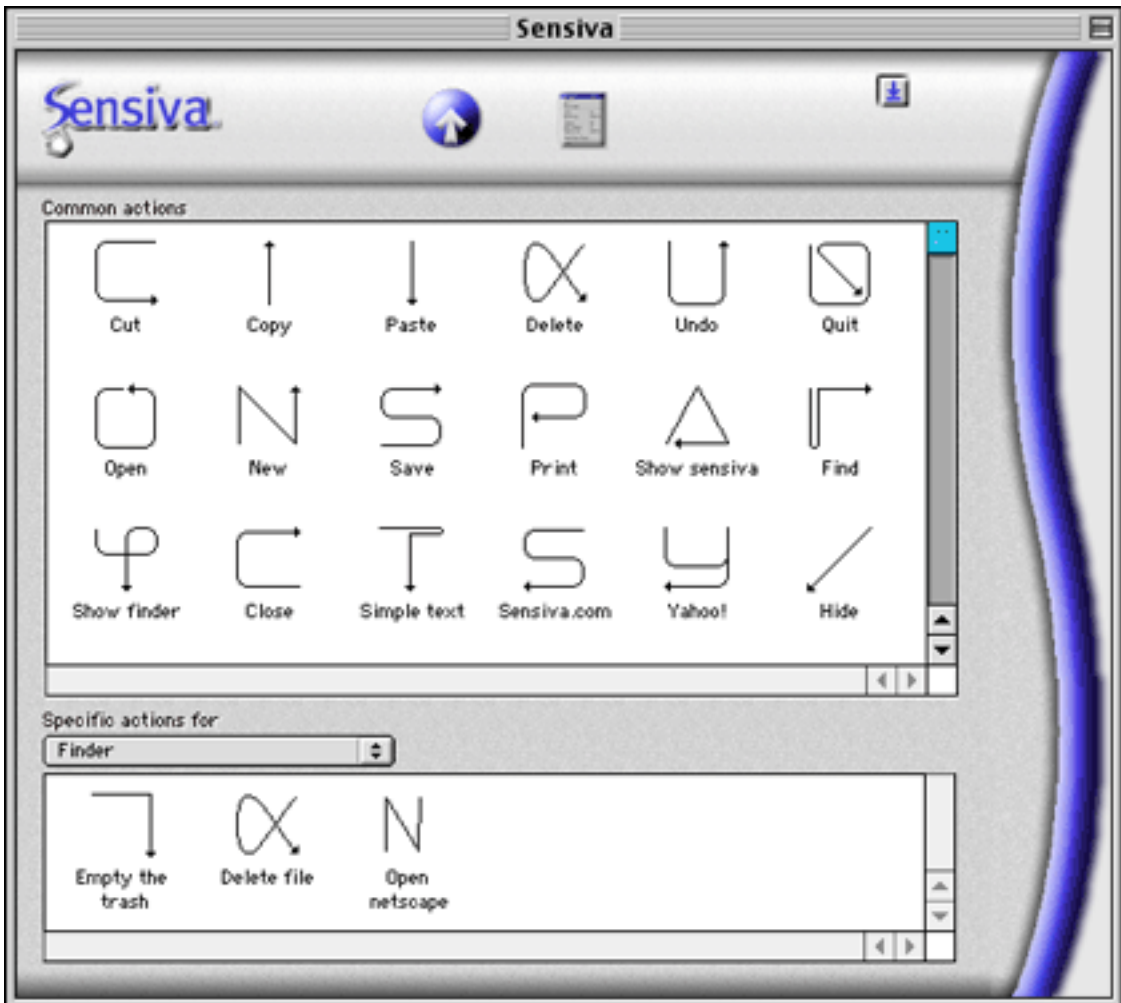 Sensiva
Sensiva
Common actions
Cut Copy Paste Delete Undo Quit
Open New Save Print Show sensiva Find
Show finder Close Simple text Sensiva.com Yahoo! Hide
Specific actions for
Finder
Empty the trash Delete file Open netscape